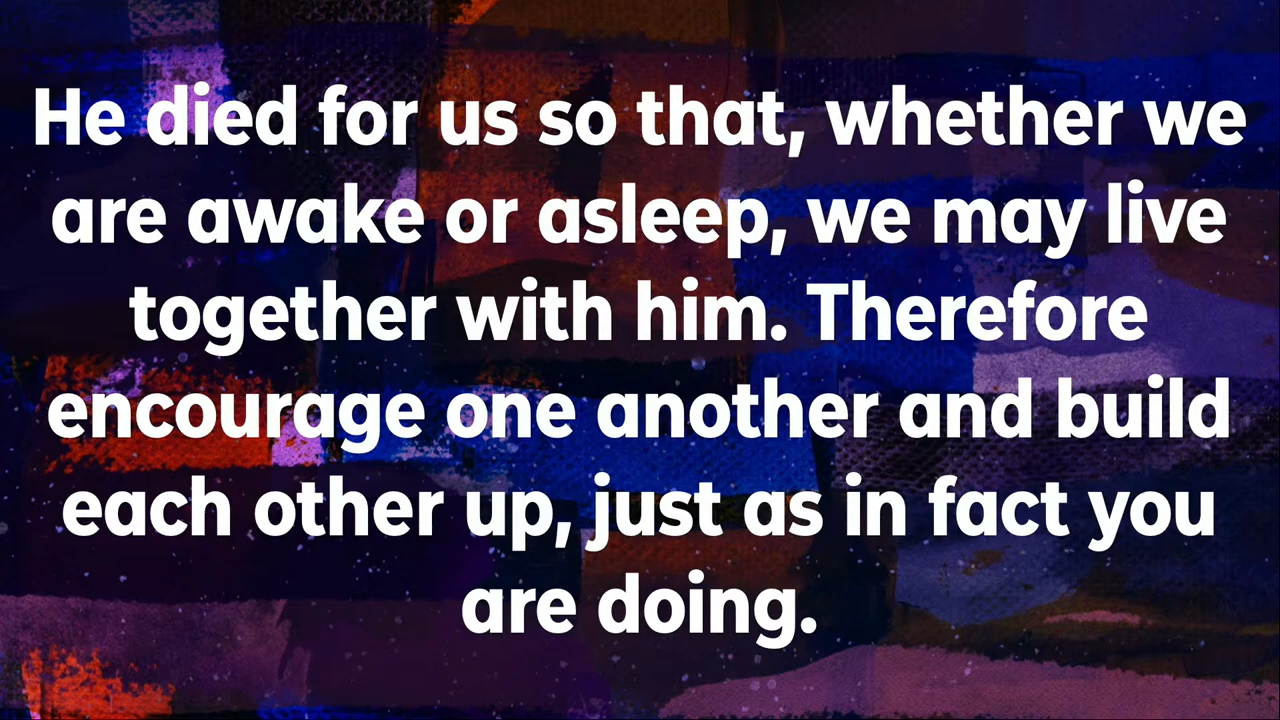 He died for us so that, whether we
are awake or asleep, we may live
together with him. Therefore
encourage one another and build
each other up, just as in fact you
are doing.